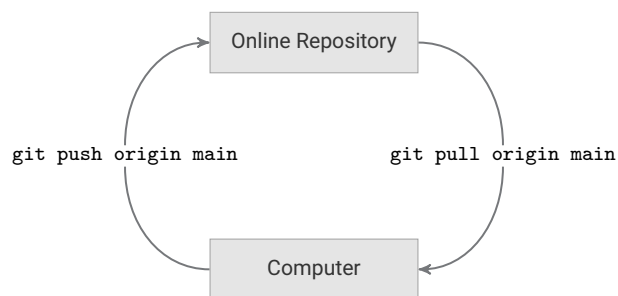 Online Repository
git push origin main
git pull origin main
Computer